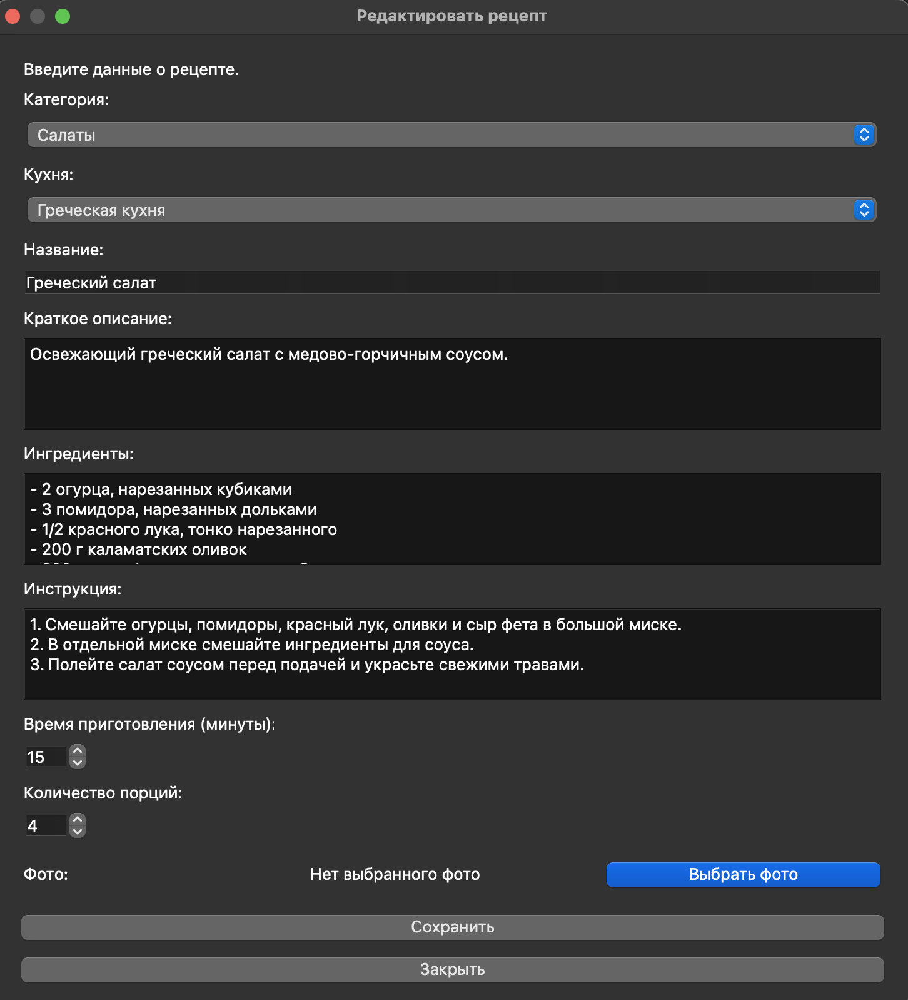 Редактировать рецепт
Введите данные о рецепте.
Категория:
Салаты
Кухня:
Греческая кухня
Название:
Греческий салат
Краткое описание:
Освежающий греческий салат с медово-горчичным соусом.
Ингредиенты:
- 2 огурца, нарезанных кубиками
- 3 помидора, нарезанных дольками
- 1/2 красного лука, тонко нарезанного
- 200 г каламатских оливок
Инструкция:
1. Смешайте огурцы, помидоры, красный лук, оливки и сыр фета в большой миске.
2. В отдельной миске смешайте ингредиенты для соуса.
3. Полейте салат соусом перед подачей и украсьте свежими травами.
Время приготовления (минуты):
15
Количество порций:
4
Фото: Нет выбранного фото Выбрать фото
Сохранить
Закрыть